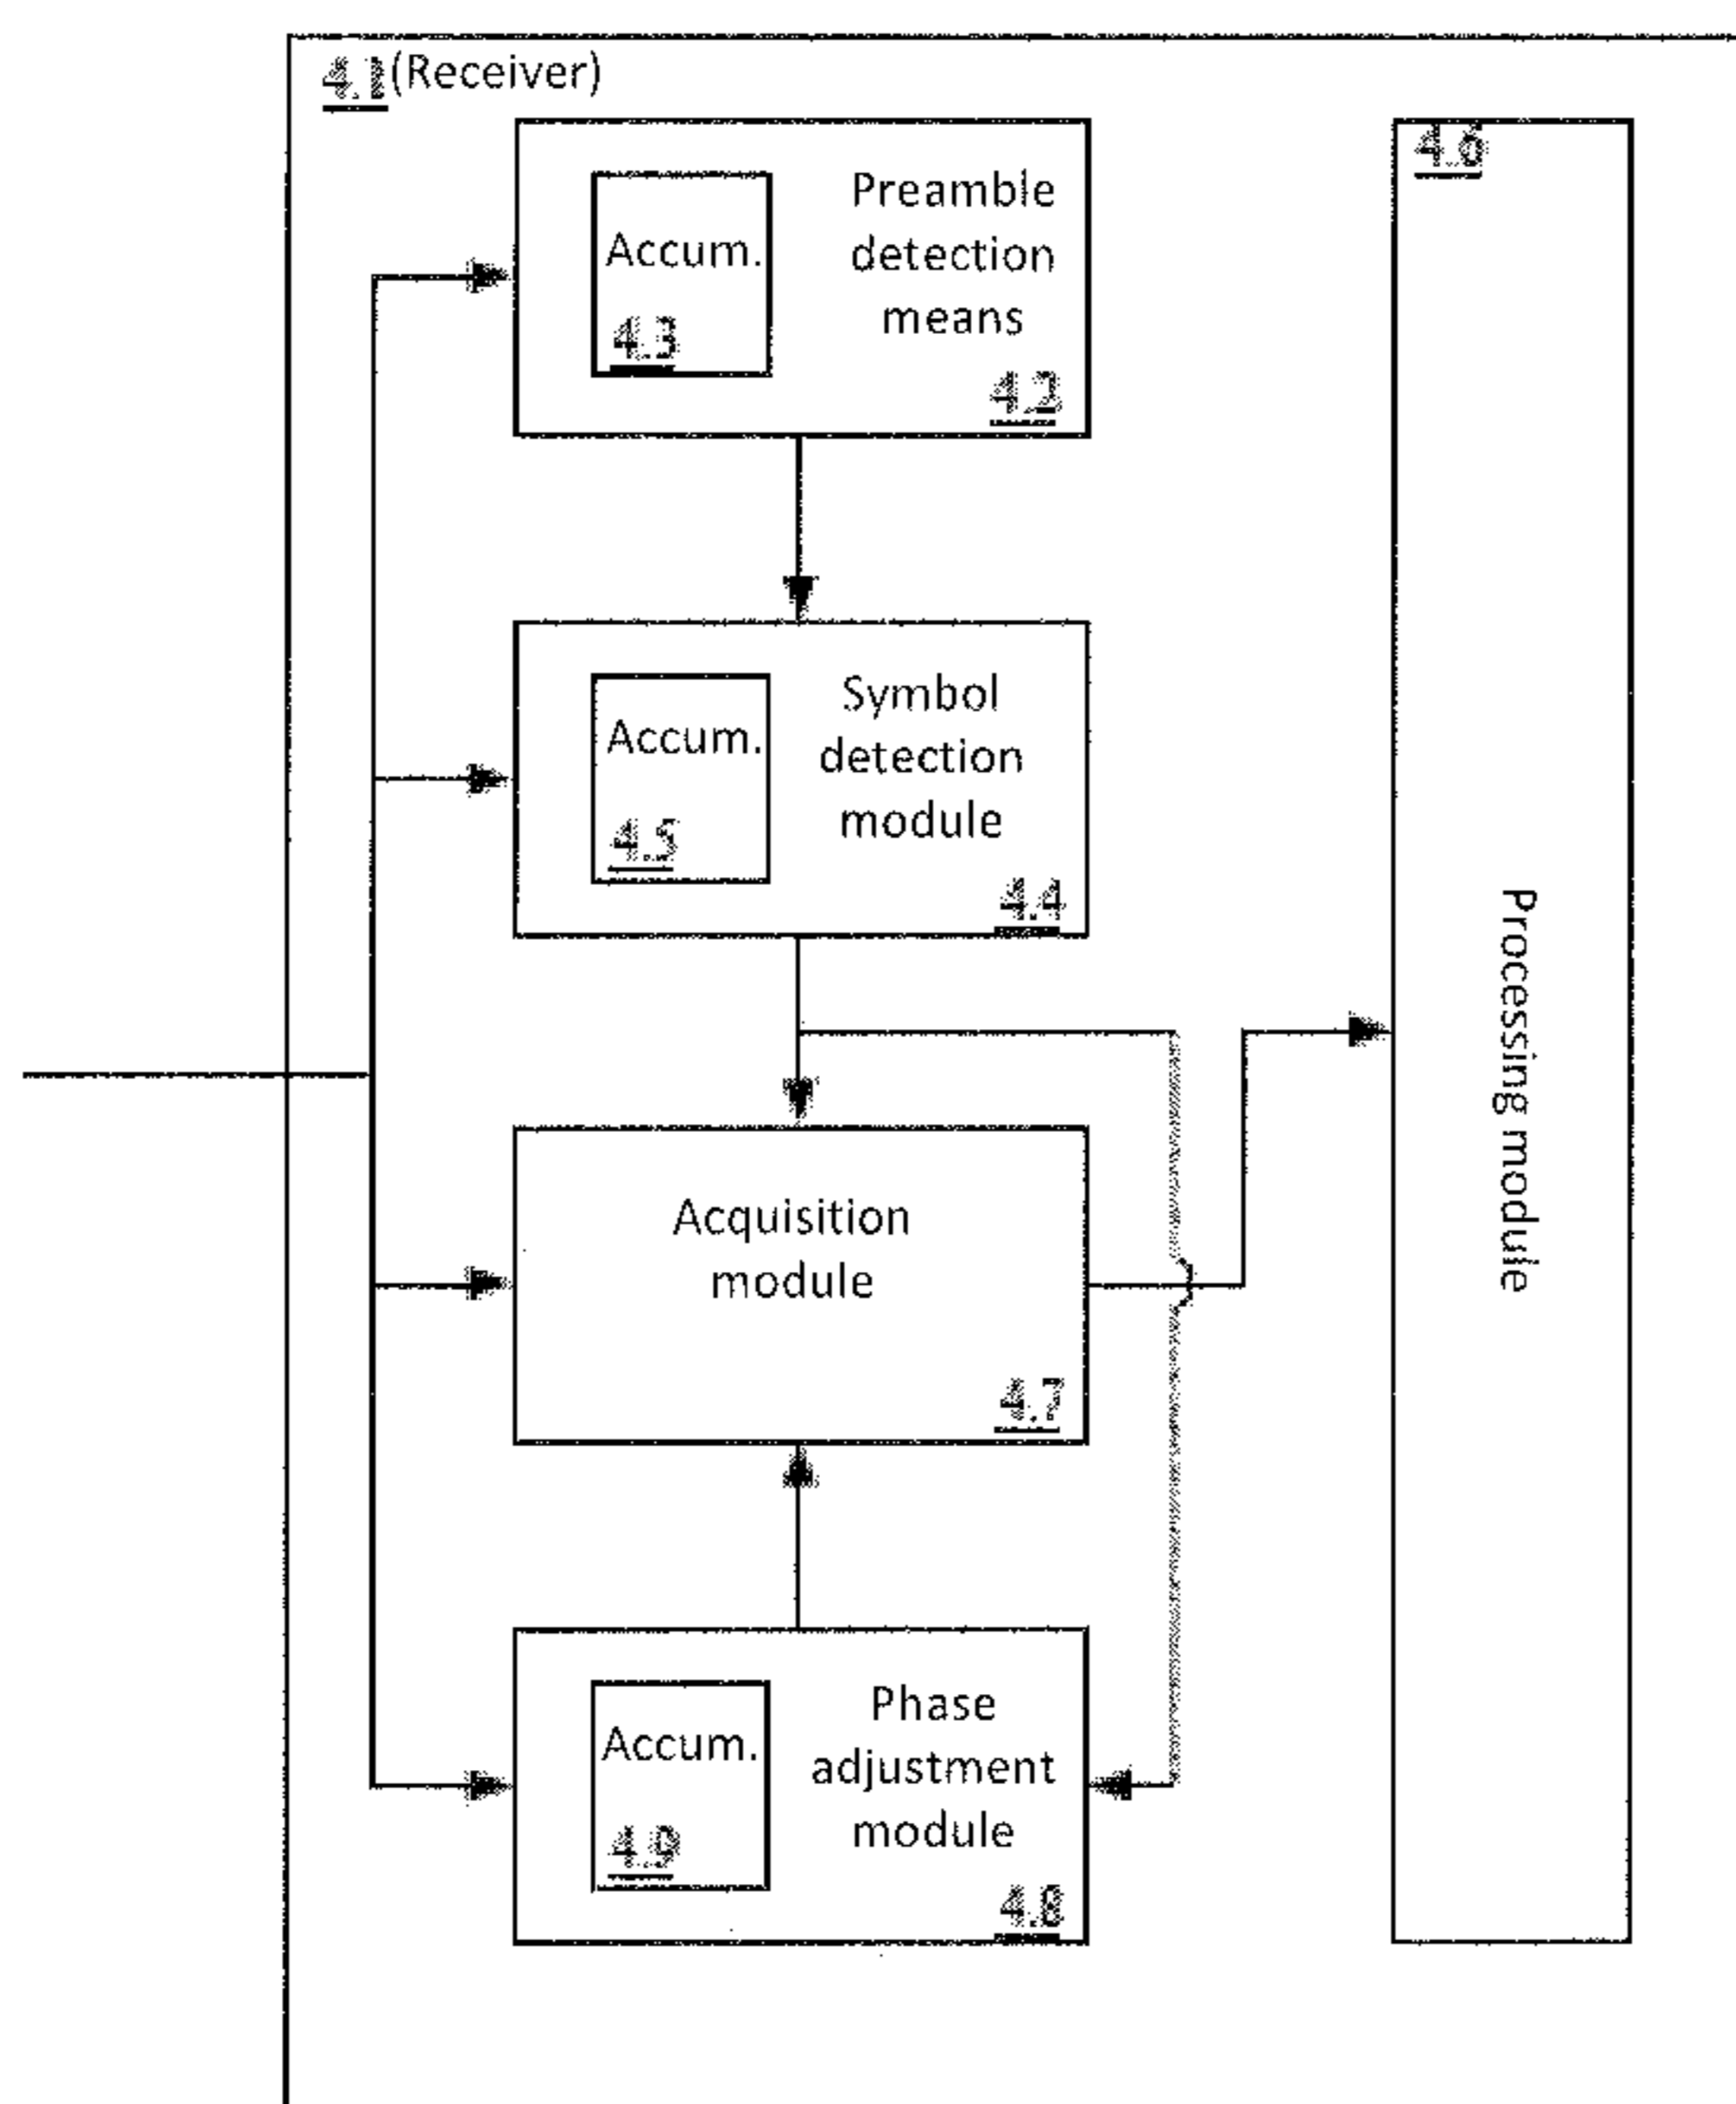 4.1 (Receiver)
Accum.
4.3
Preamble
detection
means
4.2
Accum.
4.5
Symbol
detection
module
4.4
Acquisition
module
4.7
Accum.
4.9
Phase
adjustment
module
4.8
4.6
Processing module